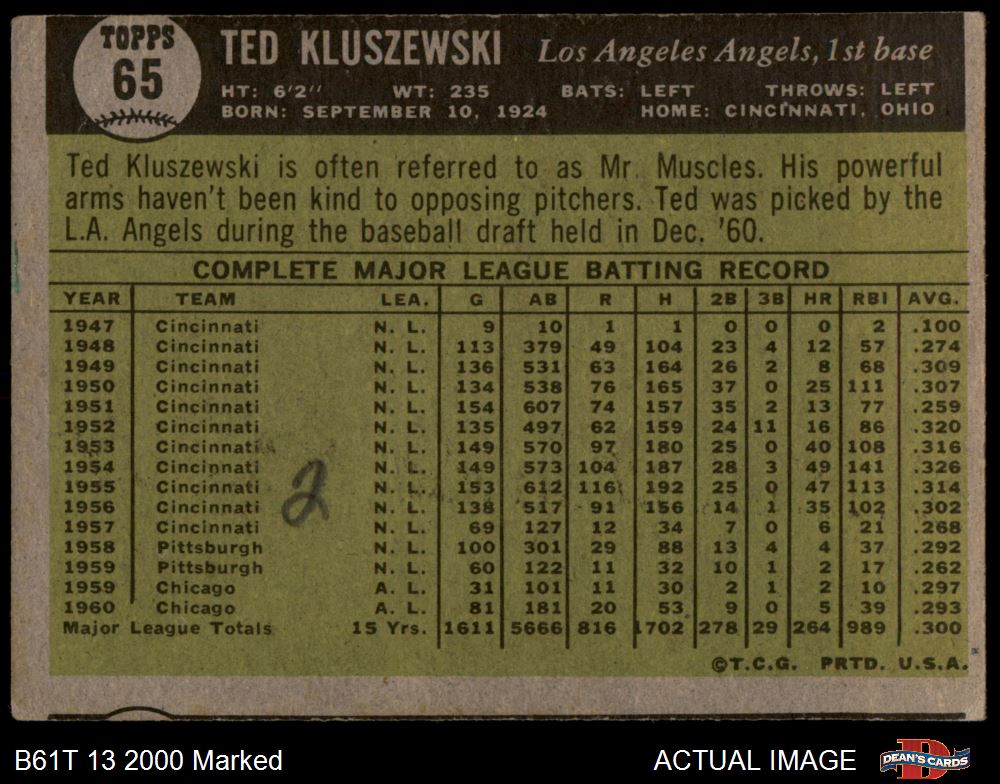 TOPPS
65
TED KLUSZEWSKI Los Angeles Angels, 1st base
HT: 6'2" WT: 235 BATS: LEFT THROWS: LEFT
BORN: SEPTEMBER 10, 1924 HOME: CINCINNATI, OHIO
Ted Kluszewski is often referred to as Mr. Muscles. His powerful
arms haven't been kind to opposing pitchers. Ted was picked by the
L.A. Angels during the baseball draft held in Dec. '60.
COMPLETE MAJOR LEAGUE BATTING RECORD
YEAR TEAM LEA. G AB R H 2B 3B HR RBI AVG.
1947 Cincinnati N. L. 9 10 1 1 0 0 0 2 .100
1948 Cincinnati N. L. 113 379 49 104 23 4 12 57 .274
1949 Cincinnati N. L. 136 531 63 164 26 2 8 68 .309
1950 Cincinnati N. L. 134 538 76 165 37 0 25 111 .307
1951 Cincinnati N. L. 154 607 74 157 35 2 13 77 .259
1952 Cincinnati N. L. 135 497 62 159 24 11 16 86 .320
1953 Cincinnati N. L. 149 570 97 180 25 0 40 108 .316
1954 Cincinnati N. L. 149 573 104 187 28 3 49 141 .326
1955 Cincinnati N. L. 153 612 116 192 25 0 47 113 .314
1956 Cincinnati N. L. 138 517 91 156 14 1 35 102 .302
1957 Cincinnati N. L. 69 127 12 34 7 0 6 21 .268
1958 Pittsburgh N. L. 100 301 29 88 13 4 4 37 .292
1959 Pittsburgh N. L. 60 122 11 32 10 1 2 17 .262
1959 Chicago A. L. 31 101 11 30 2 1 2 10 .297
1960 Chicago A. L. 81 181 20 53 9 0 5 39 .293
Major League Totals 15 Yrs. 1611 5666 816 1702 278 29 264 989 .300
2
©T.C.G. PRTD. U.S.A.
B61T 13 2000 Marked ACTUAL IMAGE
DEAN'S CARDS